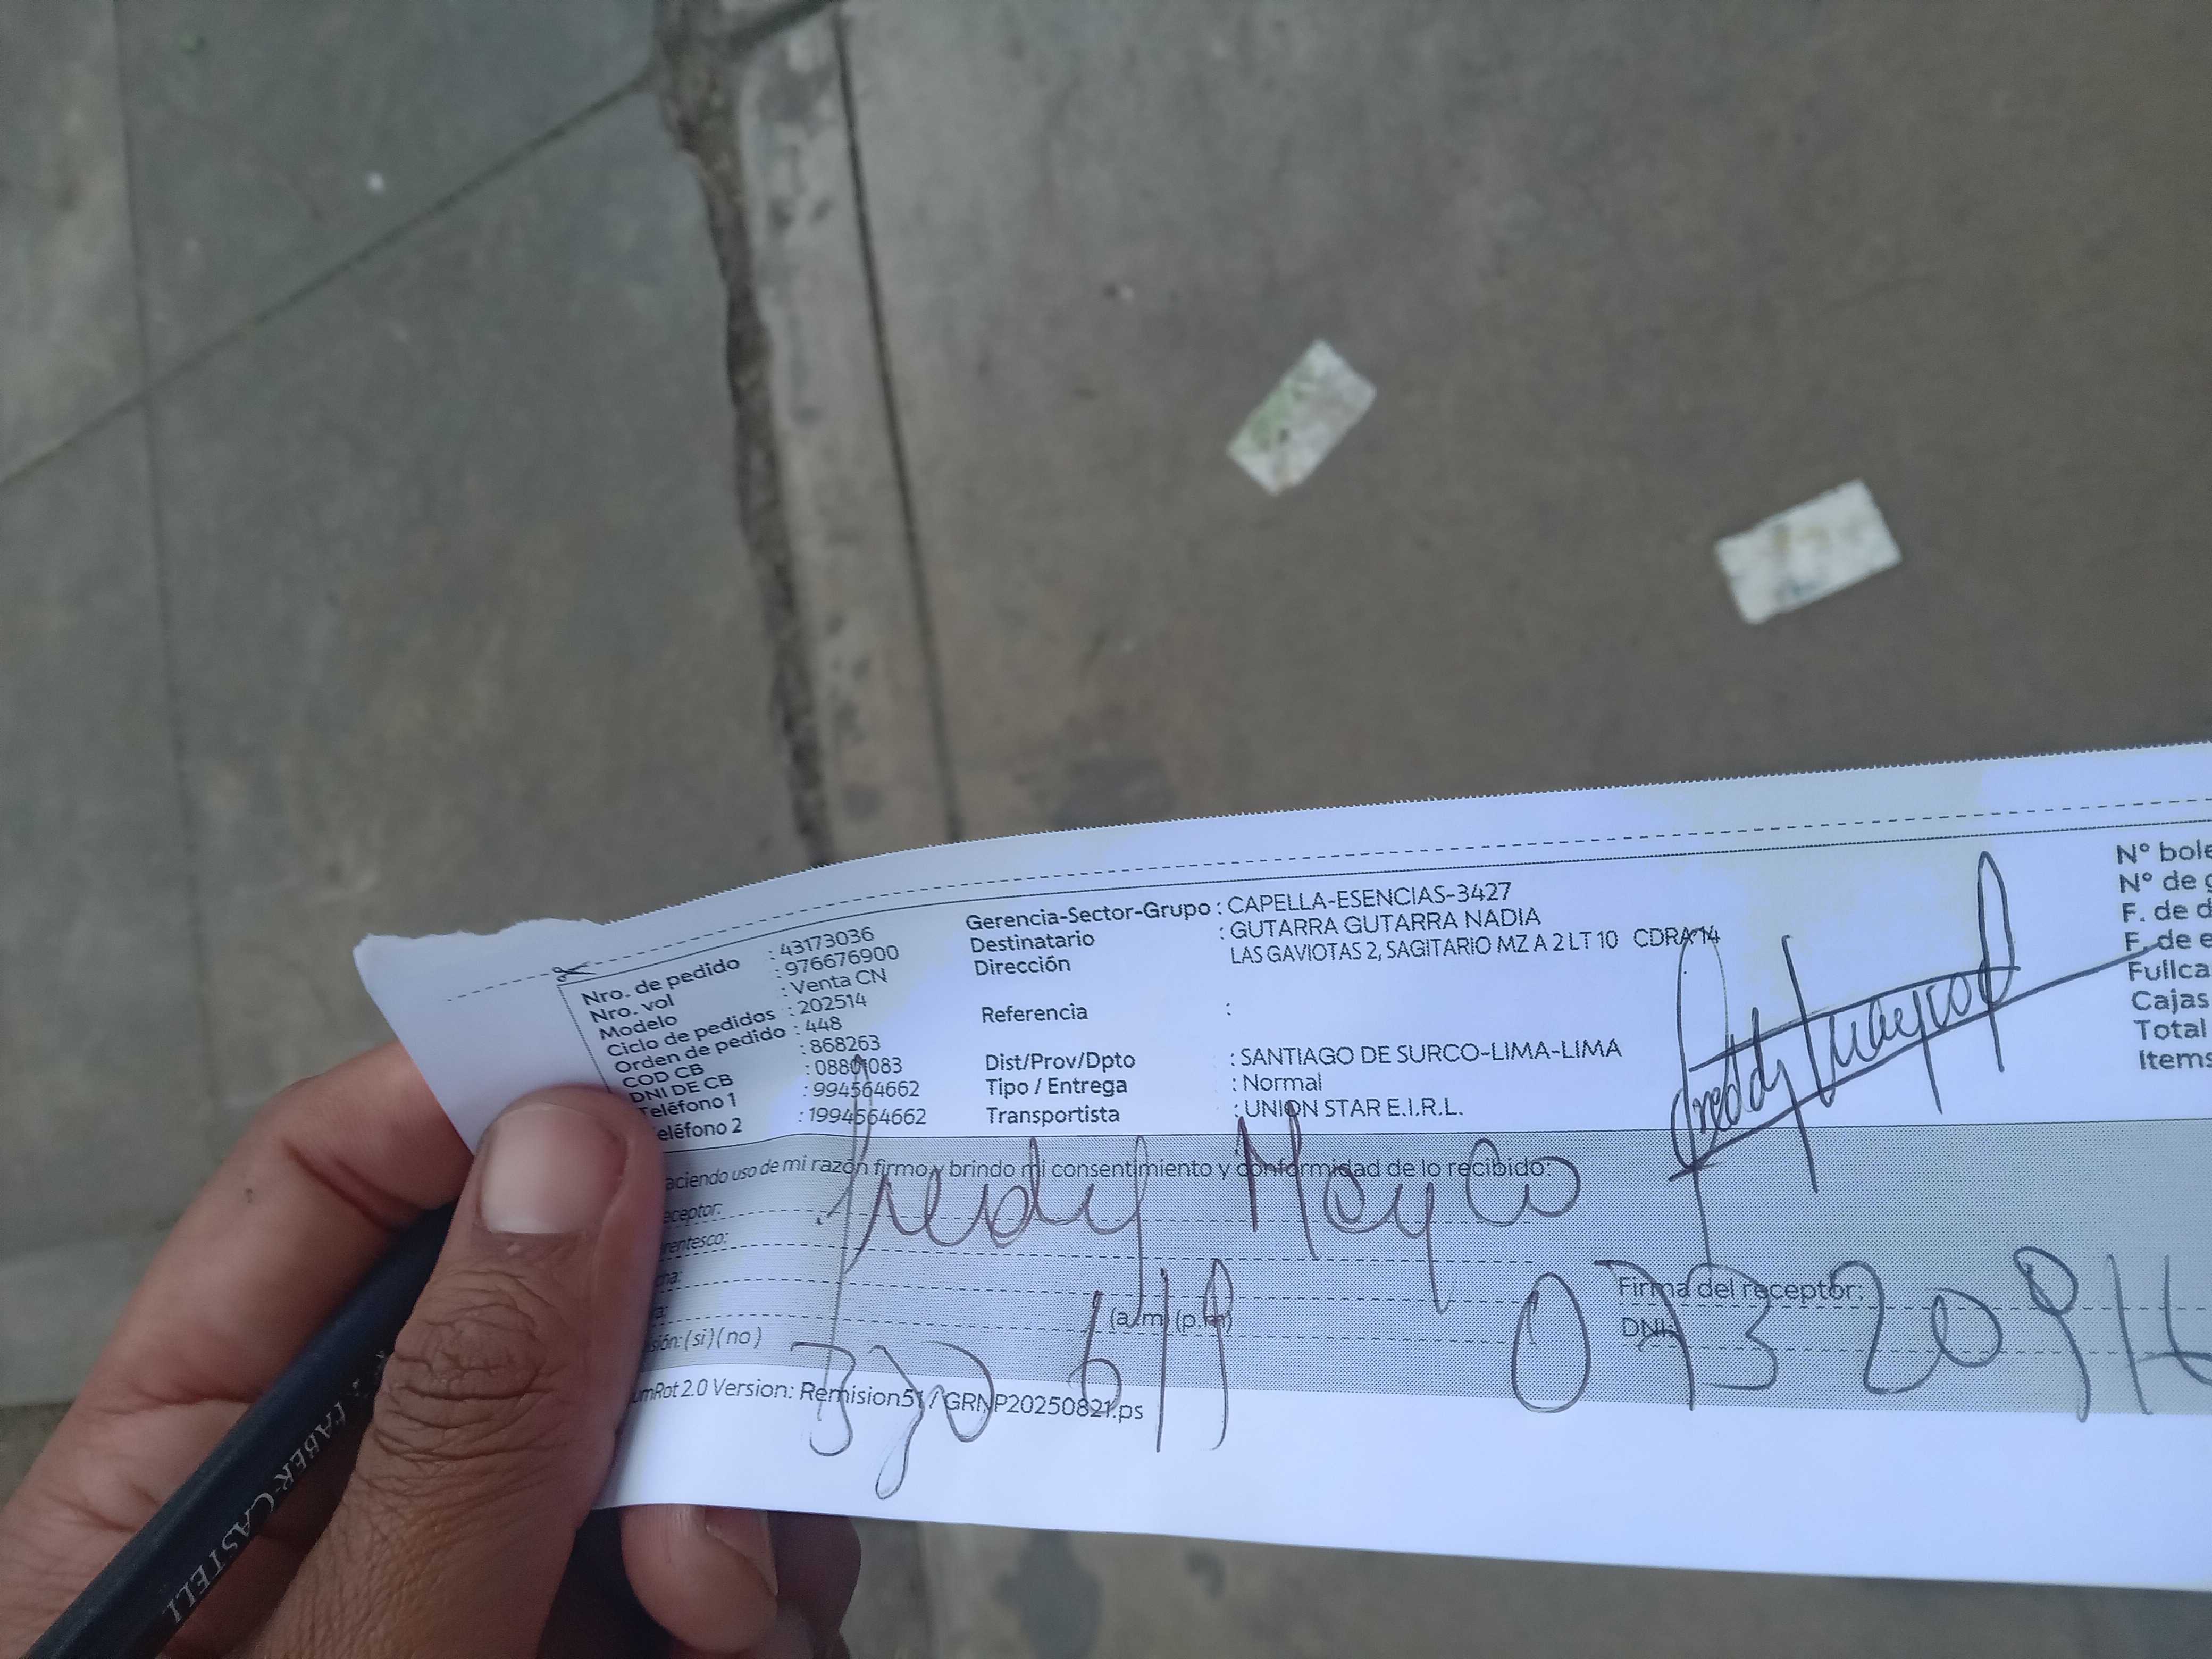 Nro. de pedido : 43173036
Nro. vol : 976676900
Modelo : Venta CN
Ciclo de pedidos : 202514
Orden de pedido : 448
COD CB : 868263
DNI DE CB : 08801083
Teléfono 1 : 994564662
eléfono 2 : 1994564662
Gerencia-Sector-Grupo : CAPELLA-ESENCIAS-3427
Destinatario : GUTARRA GUTARRA NADIA
Dirección LAS GAVIOTAS 2, SAGITARIO MZ A 2 LT 10 CDRA 14
Referencia :
Dist/Prov/Dpto : SANTIAGO DE SURCO-LIMA-LIMA
Tipo / Entrega : Normal
Transportista : UNION STAR E.I.R.L.
N° bole
N° de g
F. de d
F. de e
Fullca
Cajas
Total
Items
aciendo uso de mi razón firmo y brindo mi consentimiento y conformidad de lo recibido:
eceptor: Fredy Mayco
rentesco:
cha:
a: (a.m) (p.m)
sión: ( si ) ( no )
Firma del receptor:
DNI: 0732091
umRot 2.0 Version: Remision51 / GRNP20250821.ps
FABER-CASTELL